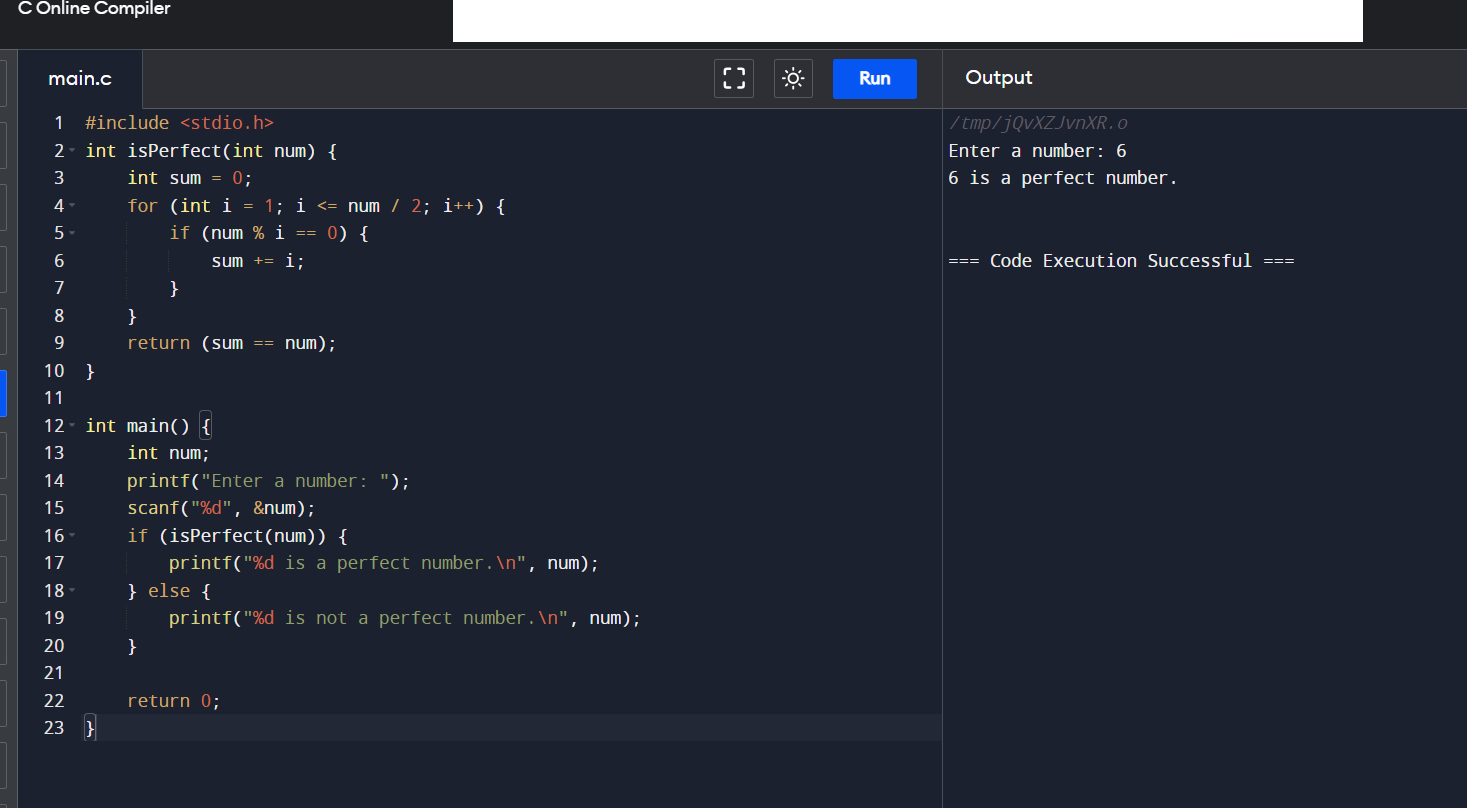 C Online Compiler
main.c
Run
Output
1 #include <stdio.h>
2 int isPerfect(int num) {
3     int sum = 0;
4     for (int i = 1; i <= num / 2; i++) {
5         if (num % i == 0) {
6             sum += i;
7         }
8     }
9     return (sum == num);
10 }
11
12 int main() {
13     int num;
14     printf("Enter a number: ");
15     scanf("%d", &num);
16     if (isPerfect(num)) {
17         printf("%d is a perfect number.\n", num);
18     } else {
19         printf("%d is not a perfect number.\n", num);
20     }
21
22     return 0;
23 }
/tmp/jQvXZJvnXR.o
Enter a number: 6
6 is a perfect number.
=== Code Execution Successful ===